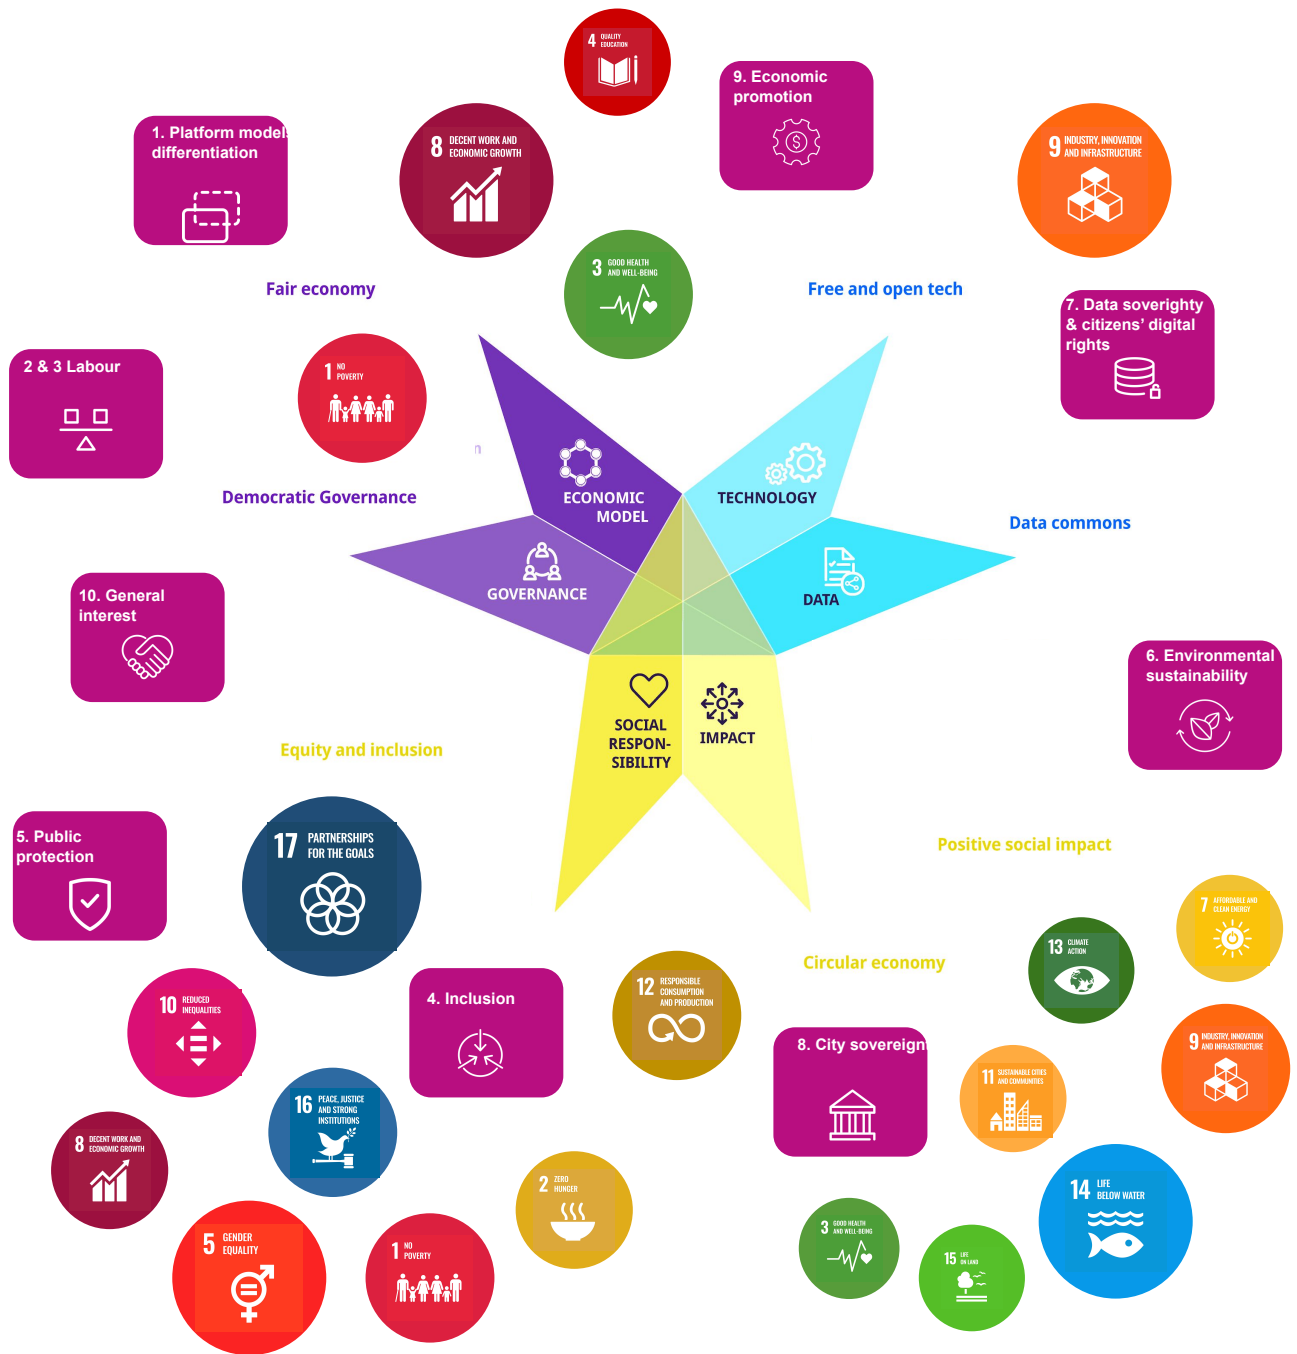 4 QUALITY
EDUCATION
9. Economic
promotion
1. Platform models
differentiation
8 DECENT WORK AND
ECONOMIC GROWTH
9 INDUSTRY, INNOVATION
AND INFRASTRUCTURE
3 GOOD HEALTH
AND WELL-BEING
Fair economy
Free and open tech
7. Data soverighty
& citizens’ digital
rights
2 & 3 Labour
1 NO
POVERTY
ECONOMIC
MODEL
TECHNOLOGY
Democratic Governance
Data commons
GOVERNANCE
DATA
10. General
interest
6. Environmental
sustainability
SOCIAL
RESPON-
SIBILITY
IMPACT
Equity and inclusion
5. Public
protection
17 PARTNERSHIPS
FOR THE GOALS
Positive social impact
7 AFFORDABLE AND
CLEAN ENERGY
13 CLIMATE
ACTION
Circular economy
12 RESPONSIBLE
CONSUMPTION
AND PRODUCTION
10 REDUCED
INEQUALITIES
4. Inclusion
8. City sovereign
9 INDUSTRY, INNOVATION
AND INFRASTRUCTURE
11 SUSTAINABLE CITIES
AND COMMUNITIES
16 PEACE, JUSTICE
AND STRONG
INSTITUTIONS
8 DECENT WORK AND
ECONOMIC GROWTH
2 ZERO
HUNGER
14 LIFE
BELOW WATER
3 GOOD HEALTH
AND WELL-BEING
5 GENDER
EQUALITY
1 NO
POVERTY
15 LIFE
ON LAND